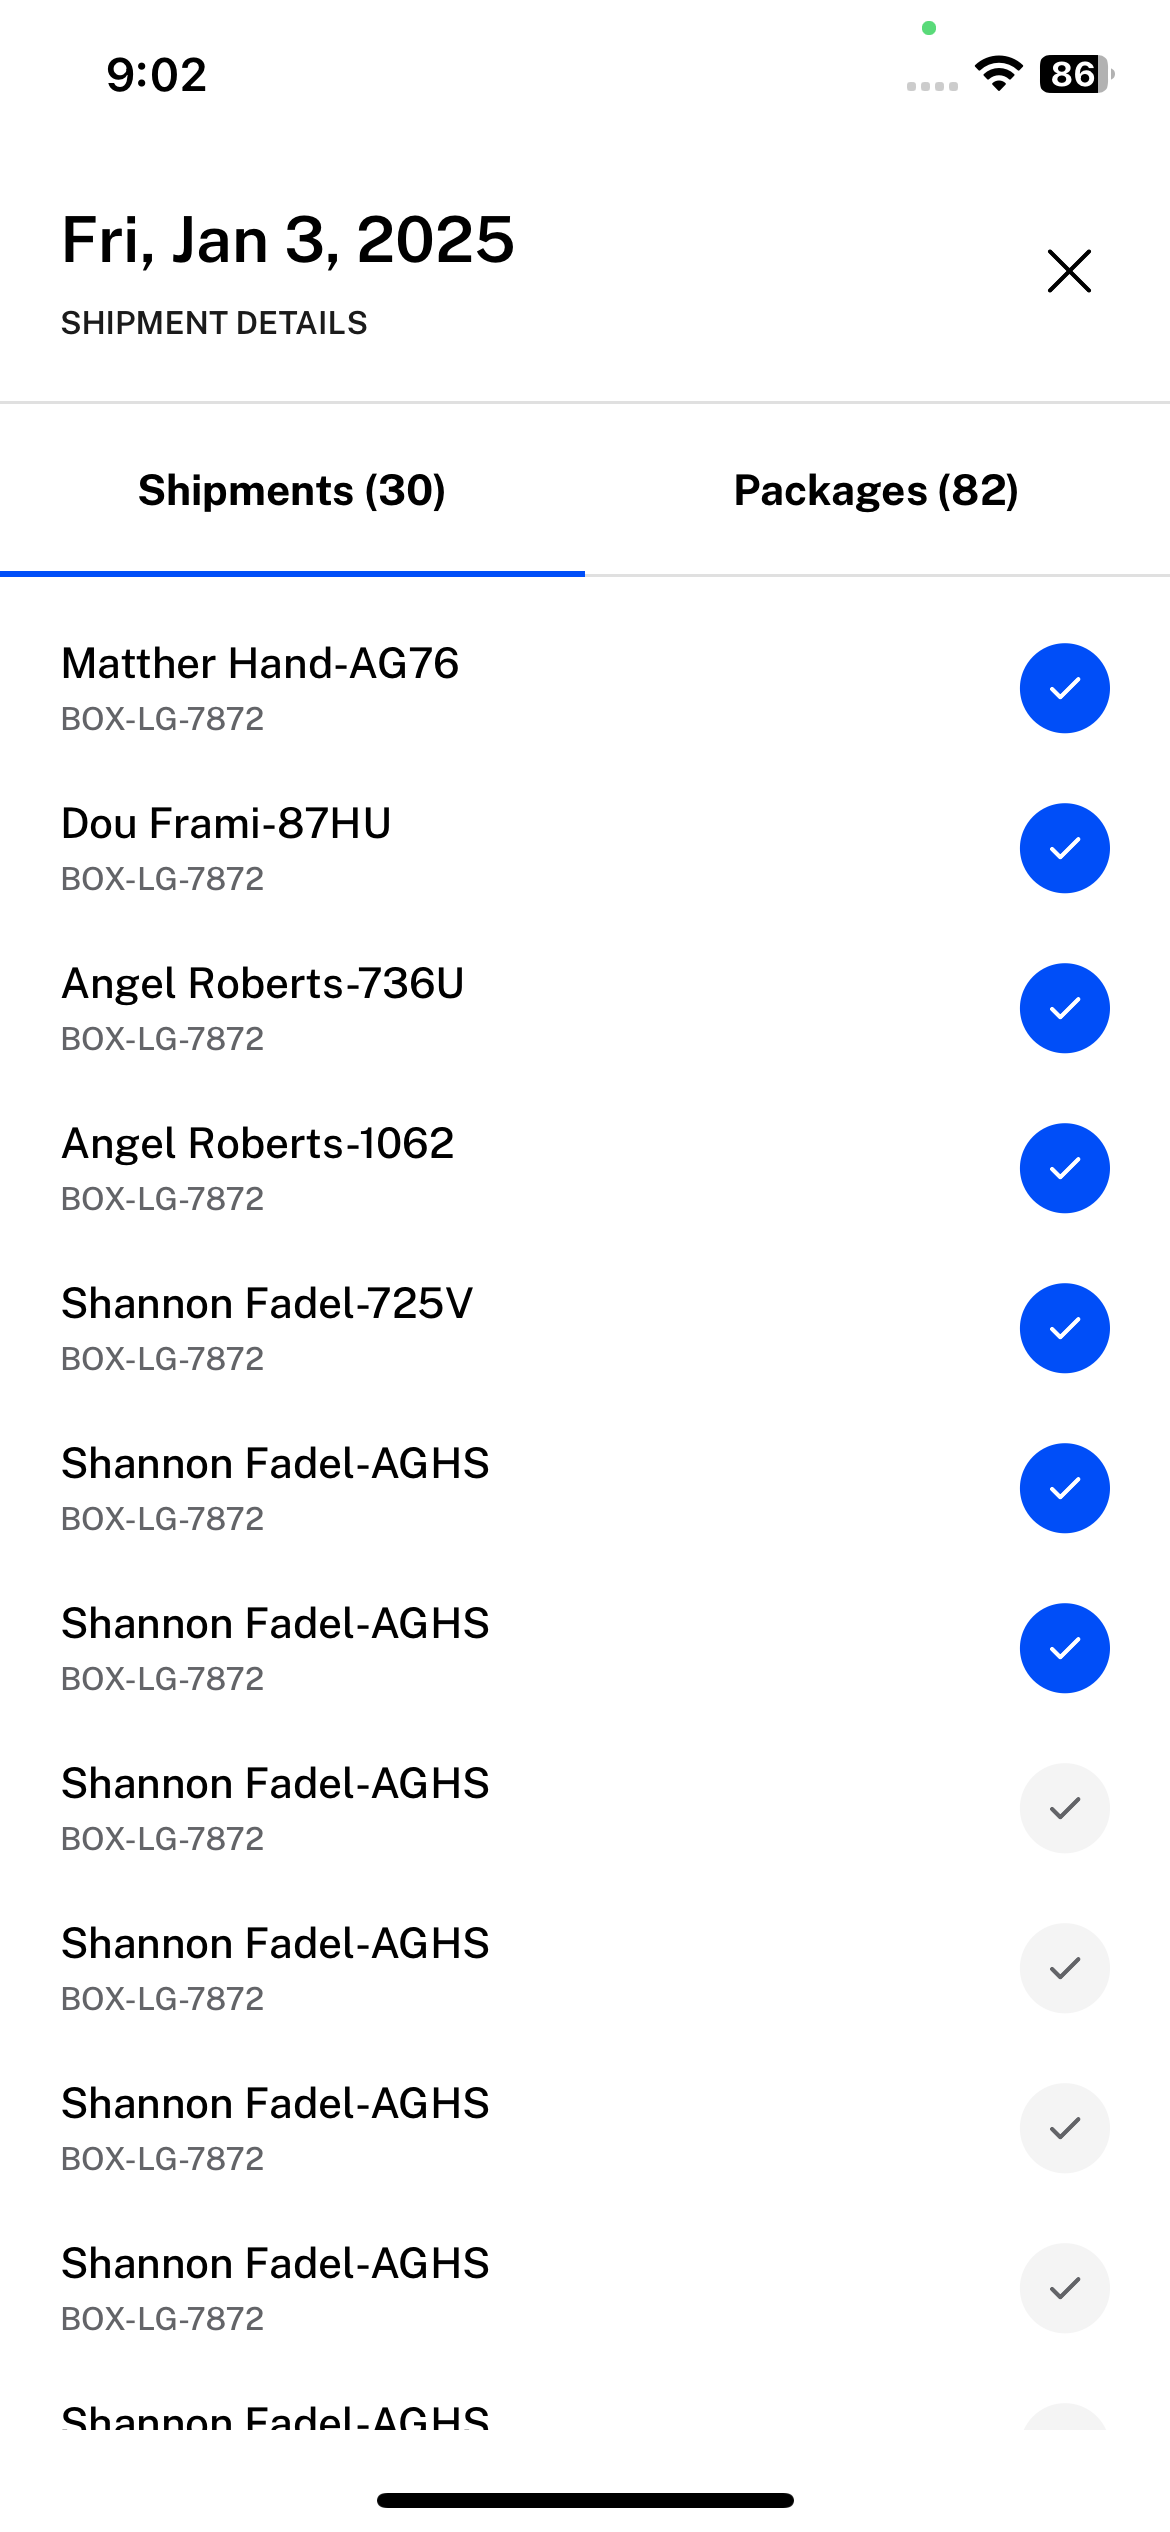 9:02
86
Fri, Jan 3, 2025
SHIPMENT DETAILS
Shipments (30)
Packages (82)
Matther Hand-AG76
BOX-LG-7872
Dou Frami-87HU
BOX-LG-7872
Angel Roberts-736U
BOX-LG-7872
Angel Roberts-1062
BOX-LG-7872
Shannon Fadel-725V
BOX-LG-7872
Shannon Fadel-AGHS
BOX-LG-7872
Shannon Fadel-AGHS
BOX-LG-7872
Shannon Fadel-AGHS
BOX-LG-7872
Shannon Fadel-AGHS
BOX-LG-7872
Shannon Fadel-AGHS
BOX-LG-7872
Shannon Fadel-AGHS
BOX-LG-7872
Shannon Fadel-AGHS